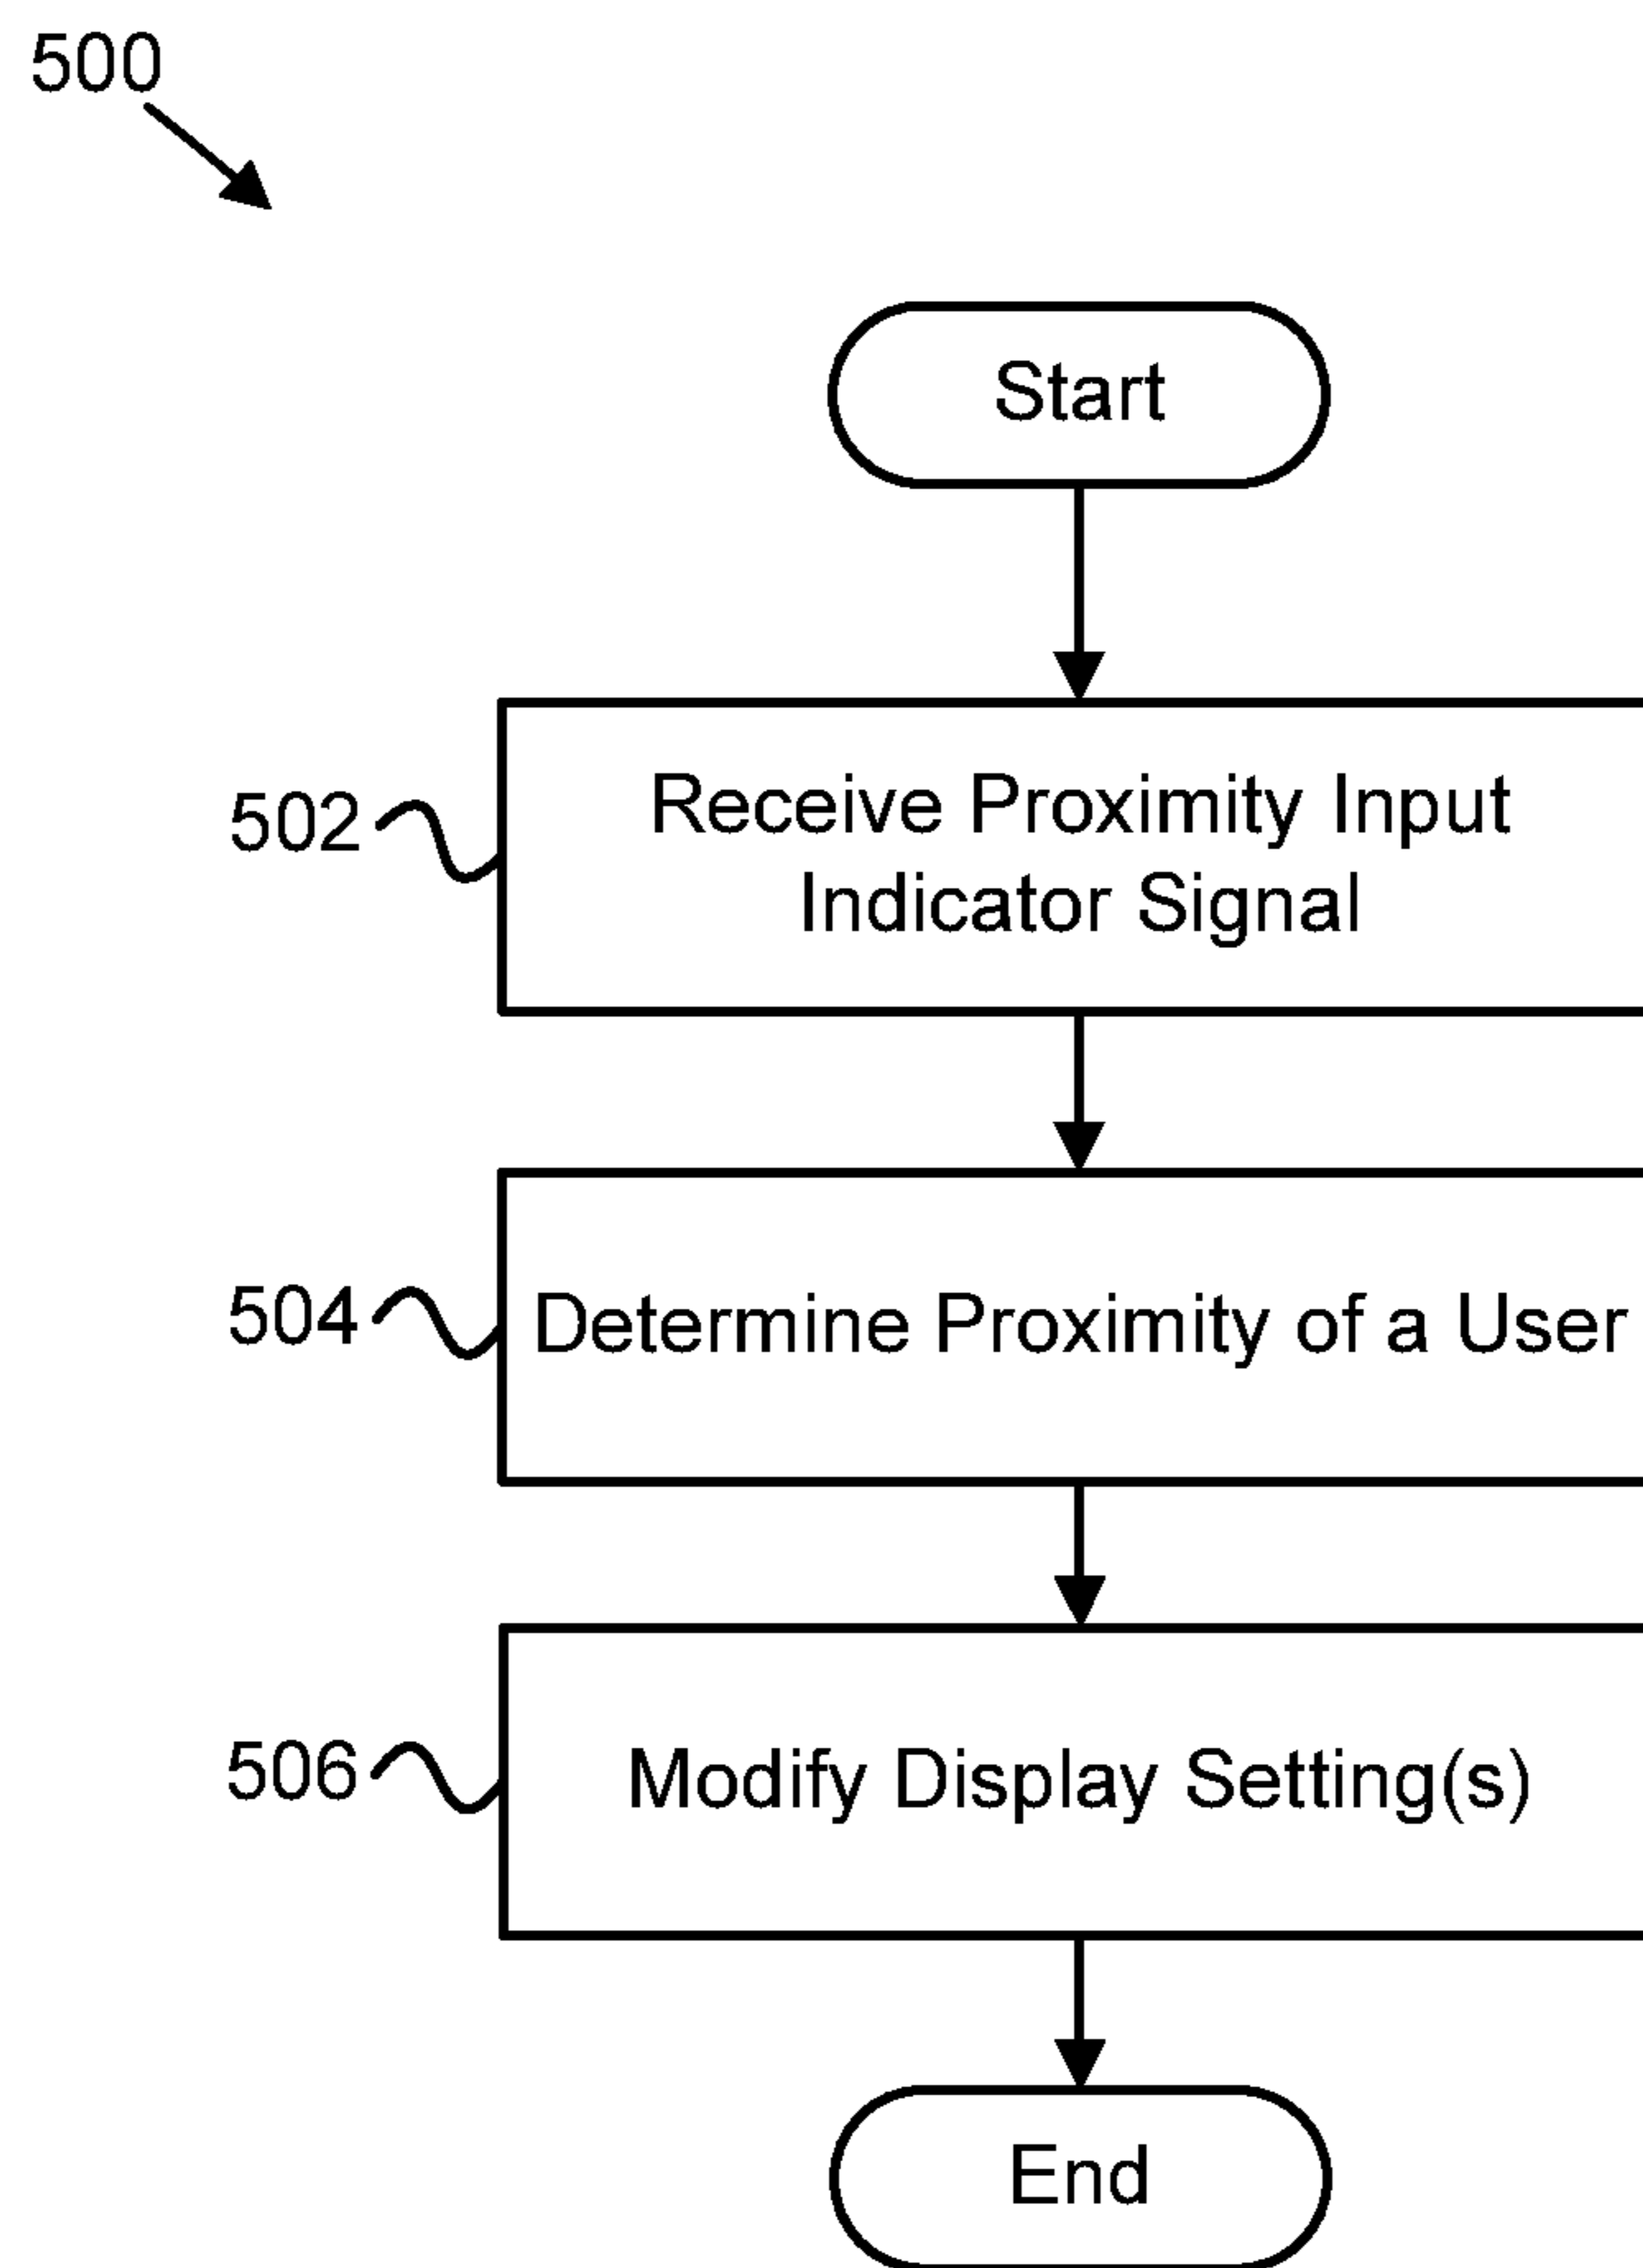 500
Start
502
Receive Proximity Input
Indicator Signal
504
Determine Proximity of a User
506
Modify Display Setting(s)
End